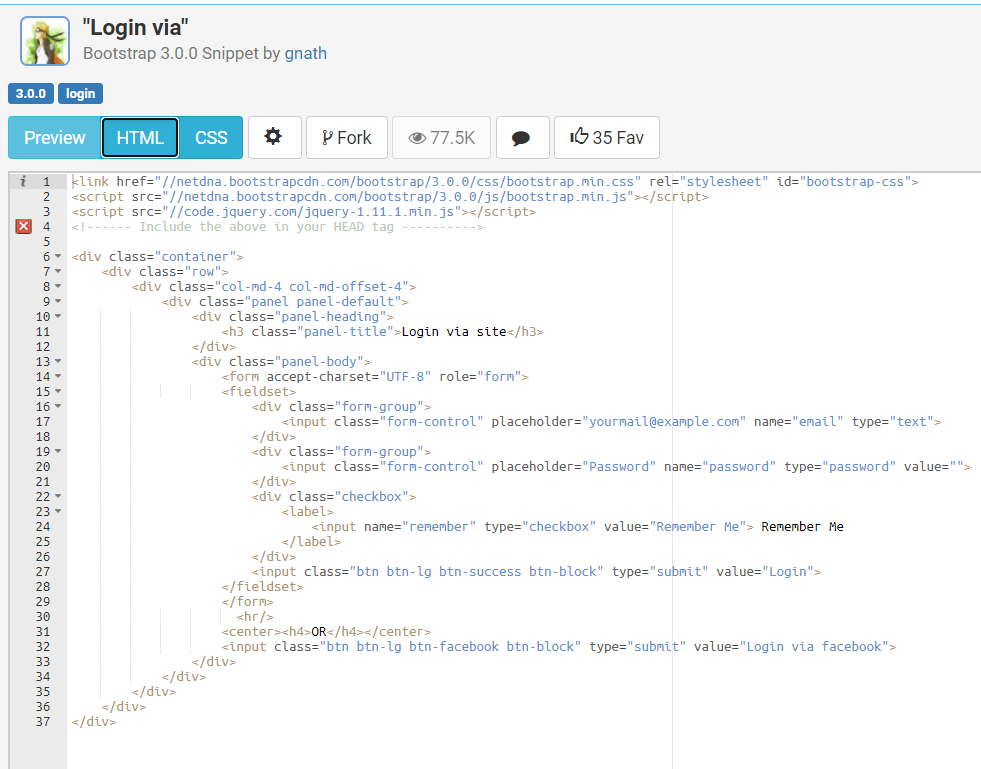 "Login via"
Bootstrap 3.0.0 Snippet by gnath
3.0.0 login
Preview HTML CSS Fork 77.5K 35 Fav
i 1 <link href="//netdna.bootstrapcdn.com/bootstrap/3.0.0/css/bootstrap.min.css" rel="stylesheet" id="bootstrap-css">
2 <script src="//netdna.bootstrapcdn.com/bootstrap/3.0.0/js/bootstrap.min.js"></script>
3 <script src="//code.jquery.com/jquery-1.11.1.min.js"></script>
4 <!------ Include the above in your HEAD tag ---------->
5
6 <div class="container">
7     <div class="row">
8         <div class="col-md-4 col-md-offset-4">
9             <div class="panel panel-default">
10                 <div class="panel-heading">
11                     <h3 class="panel-title">Login via site</h3>
12                 </div>
13                 <div class="panel-body">
14                     <form accept-charset="UTF-8" role="form">
15                     <fieldset>
16                         <div class="form-group">
17                             <input class="form-control" placeholder="yourmail@example.com" name="email" type="text">
18                         </div>
19                         <div class="form-group">
20                             <input class="form-control" placeholder="Password" name="password" type="password" value="">
21                         </div>
22                         <div class="checkbox">
23                             <label>
24                                 <input name="remember" type="checkbox" value="Remember Me"> Remember Me
25                             </label>
26                         </div>
27                         <input class="btn btn-lg btn-success btn-block" type="submit" value="Login">
28                     </fieldset>
29                     </form>
30                       <hr/>
31                     <center><h4>OR</h4></center>
32                     <input class="btn btn-lg btn-facebook btn-block" type="submit" value="Login via facebook">
33                 </div>
34             </div>
35         </div>
36     </div>
37 </div>